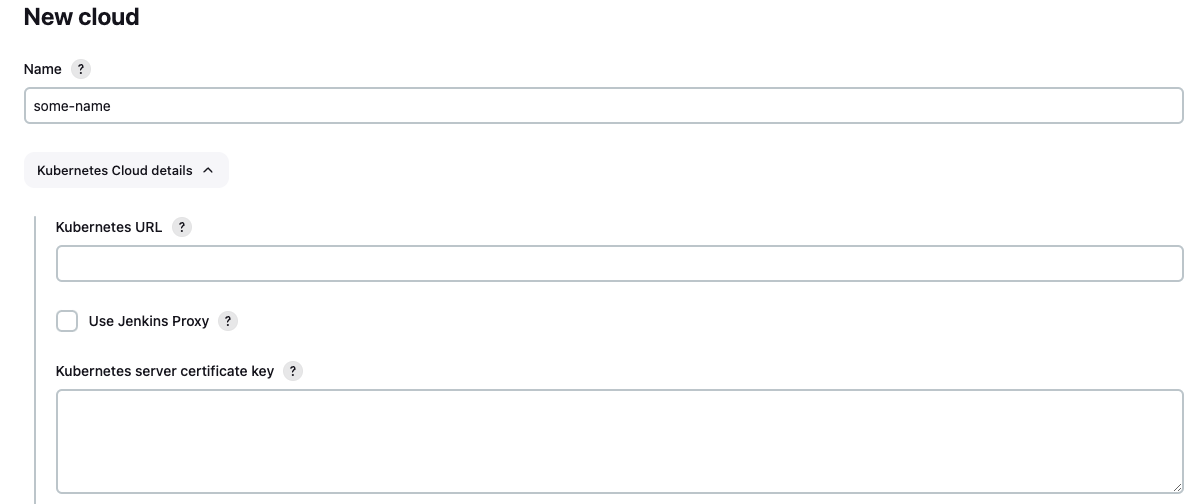 New cloud
Name ?
some-name
Kubernetes Cloud details
Kubernetes URL ?
Use Jenkins Proxy ?
Kubernetes server certificate key ?